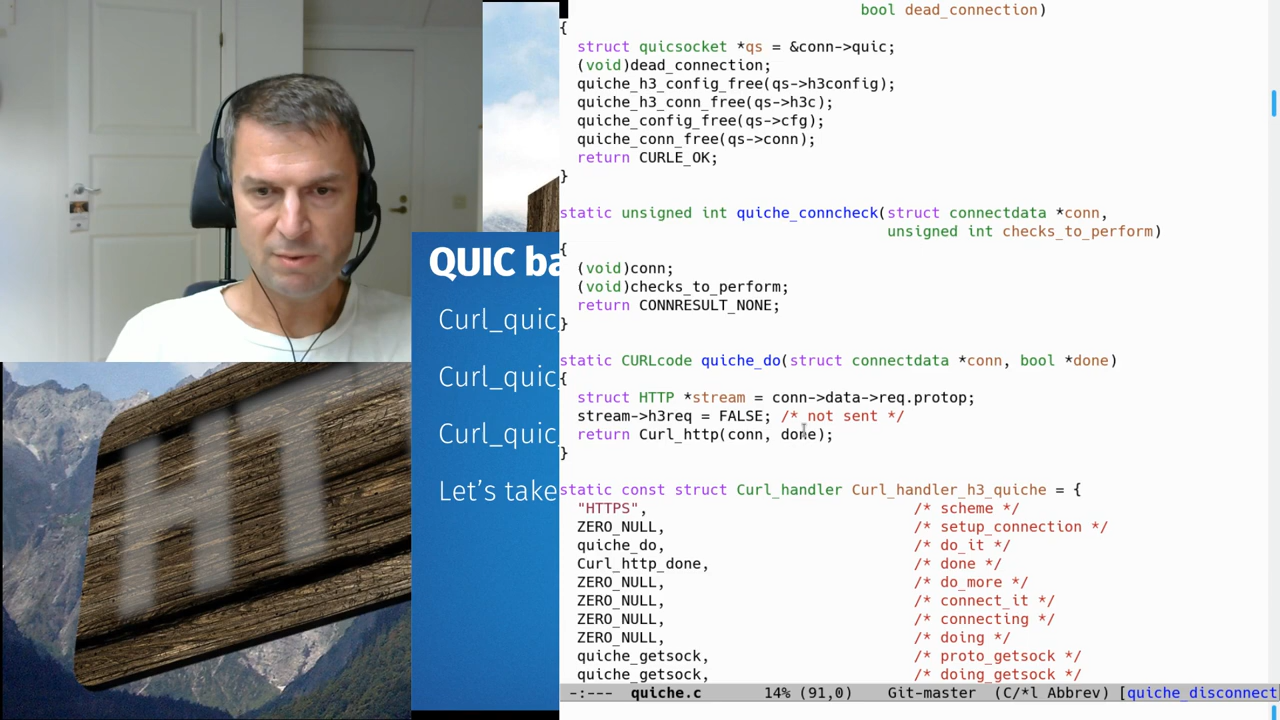 bool dead_connection)
{
struct quicsocket *qs = &conn->quic;
(void)dead_connection;
quiche_h3_config_free(qs->h3config);
quiche_h3_conn_free(qs->h3c);
quiche_config_free(qs->cfg);
quiche_conn_free(qs->conn);
return CURLE_OK;
}
static unsigned int quiche_conncheck(struct connectdata *conn,
unsigned int checks_to_perform)
{
(void)conn;
(void)checks_to_perform;
return CONNRESULT_NONE;
}
static CURLcode quiche_do(struct connectdata *conn, bool *done)
{
struct HTTP *stream = conn->data->req.protop;
stream->h3req = FALSE; /* not sent */
return Curl_http(conn, done);
}
static const struct Curl_handler Curl_handler_h3_quiche = {
"HTTPS", /* scheme */
ZERO_NULL, /* setup_connection */
quiche_do, /* do_it */
Curl_http_done, /* done */
ZERO_NULL, /* do_more */
ZERO_NULL, /* connect_it */
ZERO_NULL, /* connecting */
ZERO_NULL, /* doing */
quiche_getsock, /* proto_getsock */
quiche_getsock, /* doing_getsock */
-:--- quiche.c 14% (91,0) Git-master (C/*l Abbrev) [quiche_disconnect
QUIC ba
Curl_quic_
Curl_quic_
Curl_quic_
Let's take
HT